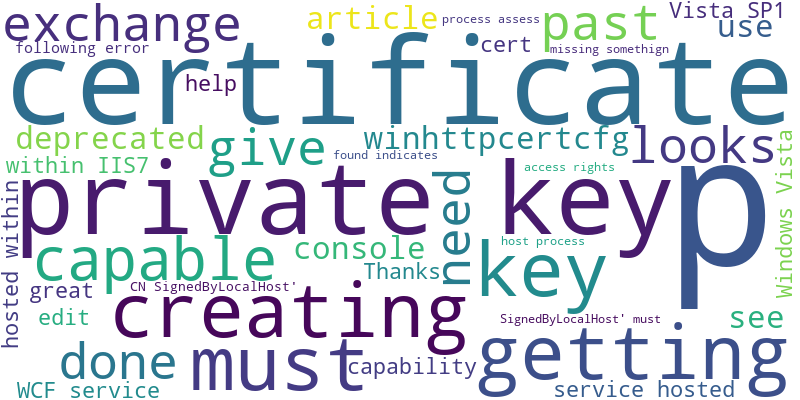 exchange
article
process assess
past
Vista SP1
use
following error
cert
missing somethign
certificate
help
deprecated
give
winhttpcertcfg
looks
within IIS7
found indicates
access rights
private key
p
need
hosted within
Windows Vista
capable
console
host process
key
Thanks
great
CN SignedByLocalHost'
creating
edit
SignedByLocalHost' must
see
done
must
capability
getting
WCF service
service hosted